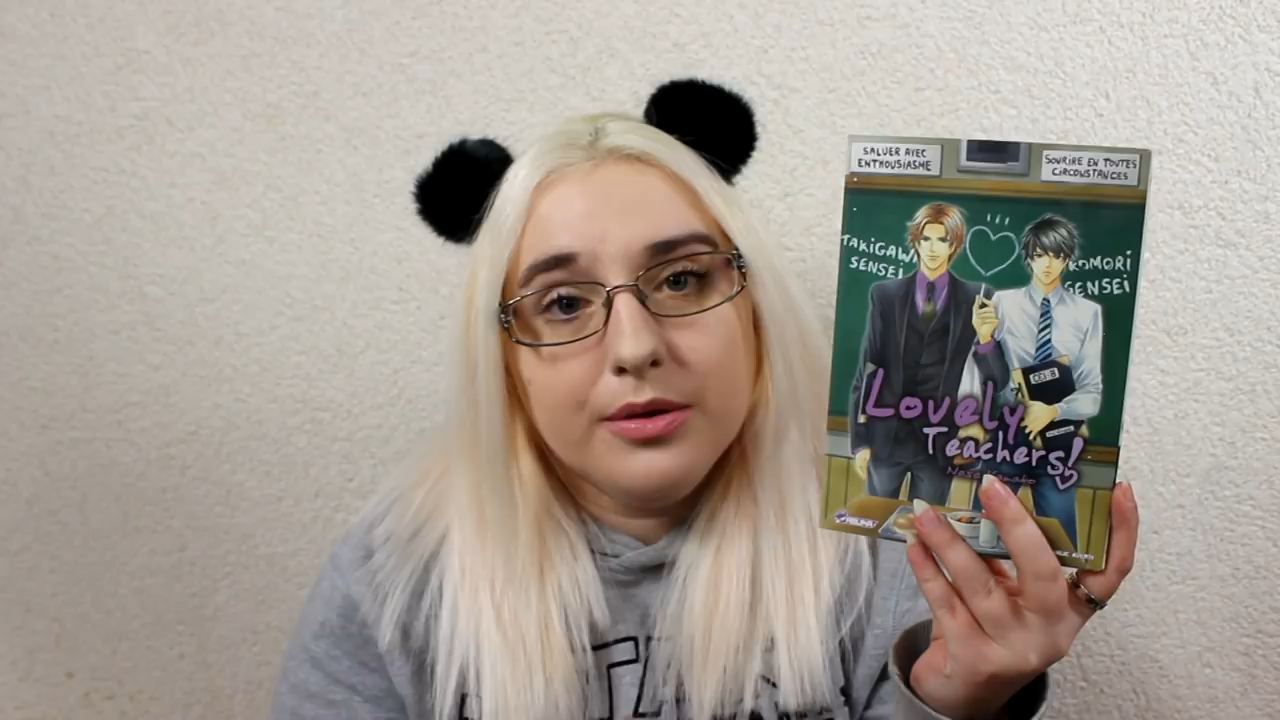 SALUER AVEC
ENTHOUSIASME
SOURIRE EN TOUTES
CIRCONSTANCES
TAKIGAWA
SENSEI
KOMORI
SENSEI
Lovely
Teachers!